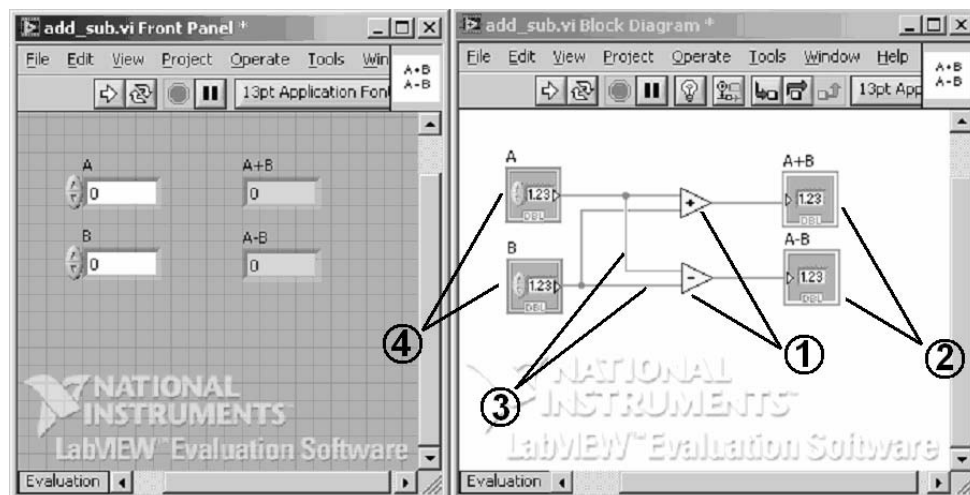 add_sub.vi Front Panel *
File Edit View Project Operate Tools Win
13pt Application Font
A+B
A-B
A
0
A+B
0
B
0
A-B
0
4
NATIONAL
INSTRUMENTS
LabVIEW™ Evaluation Software
Evaluation
add_sub.vi Block Diagram *
File Edit View Project Operate Tools Window Help
13pt App
A+B
A-B
A
1.23
DBL
+
A+B
1.23
DBL
B
1.23
DBL
-
A-B
1.23
DBL
1
2
3
NATIONAL
INSTRUMENTS
LabVIEW™ Evaluation Software
Evaluation